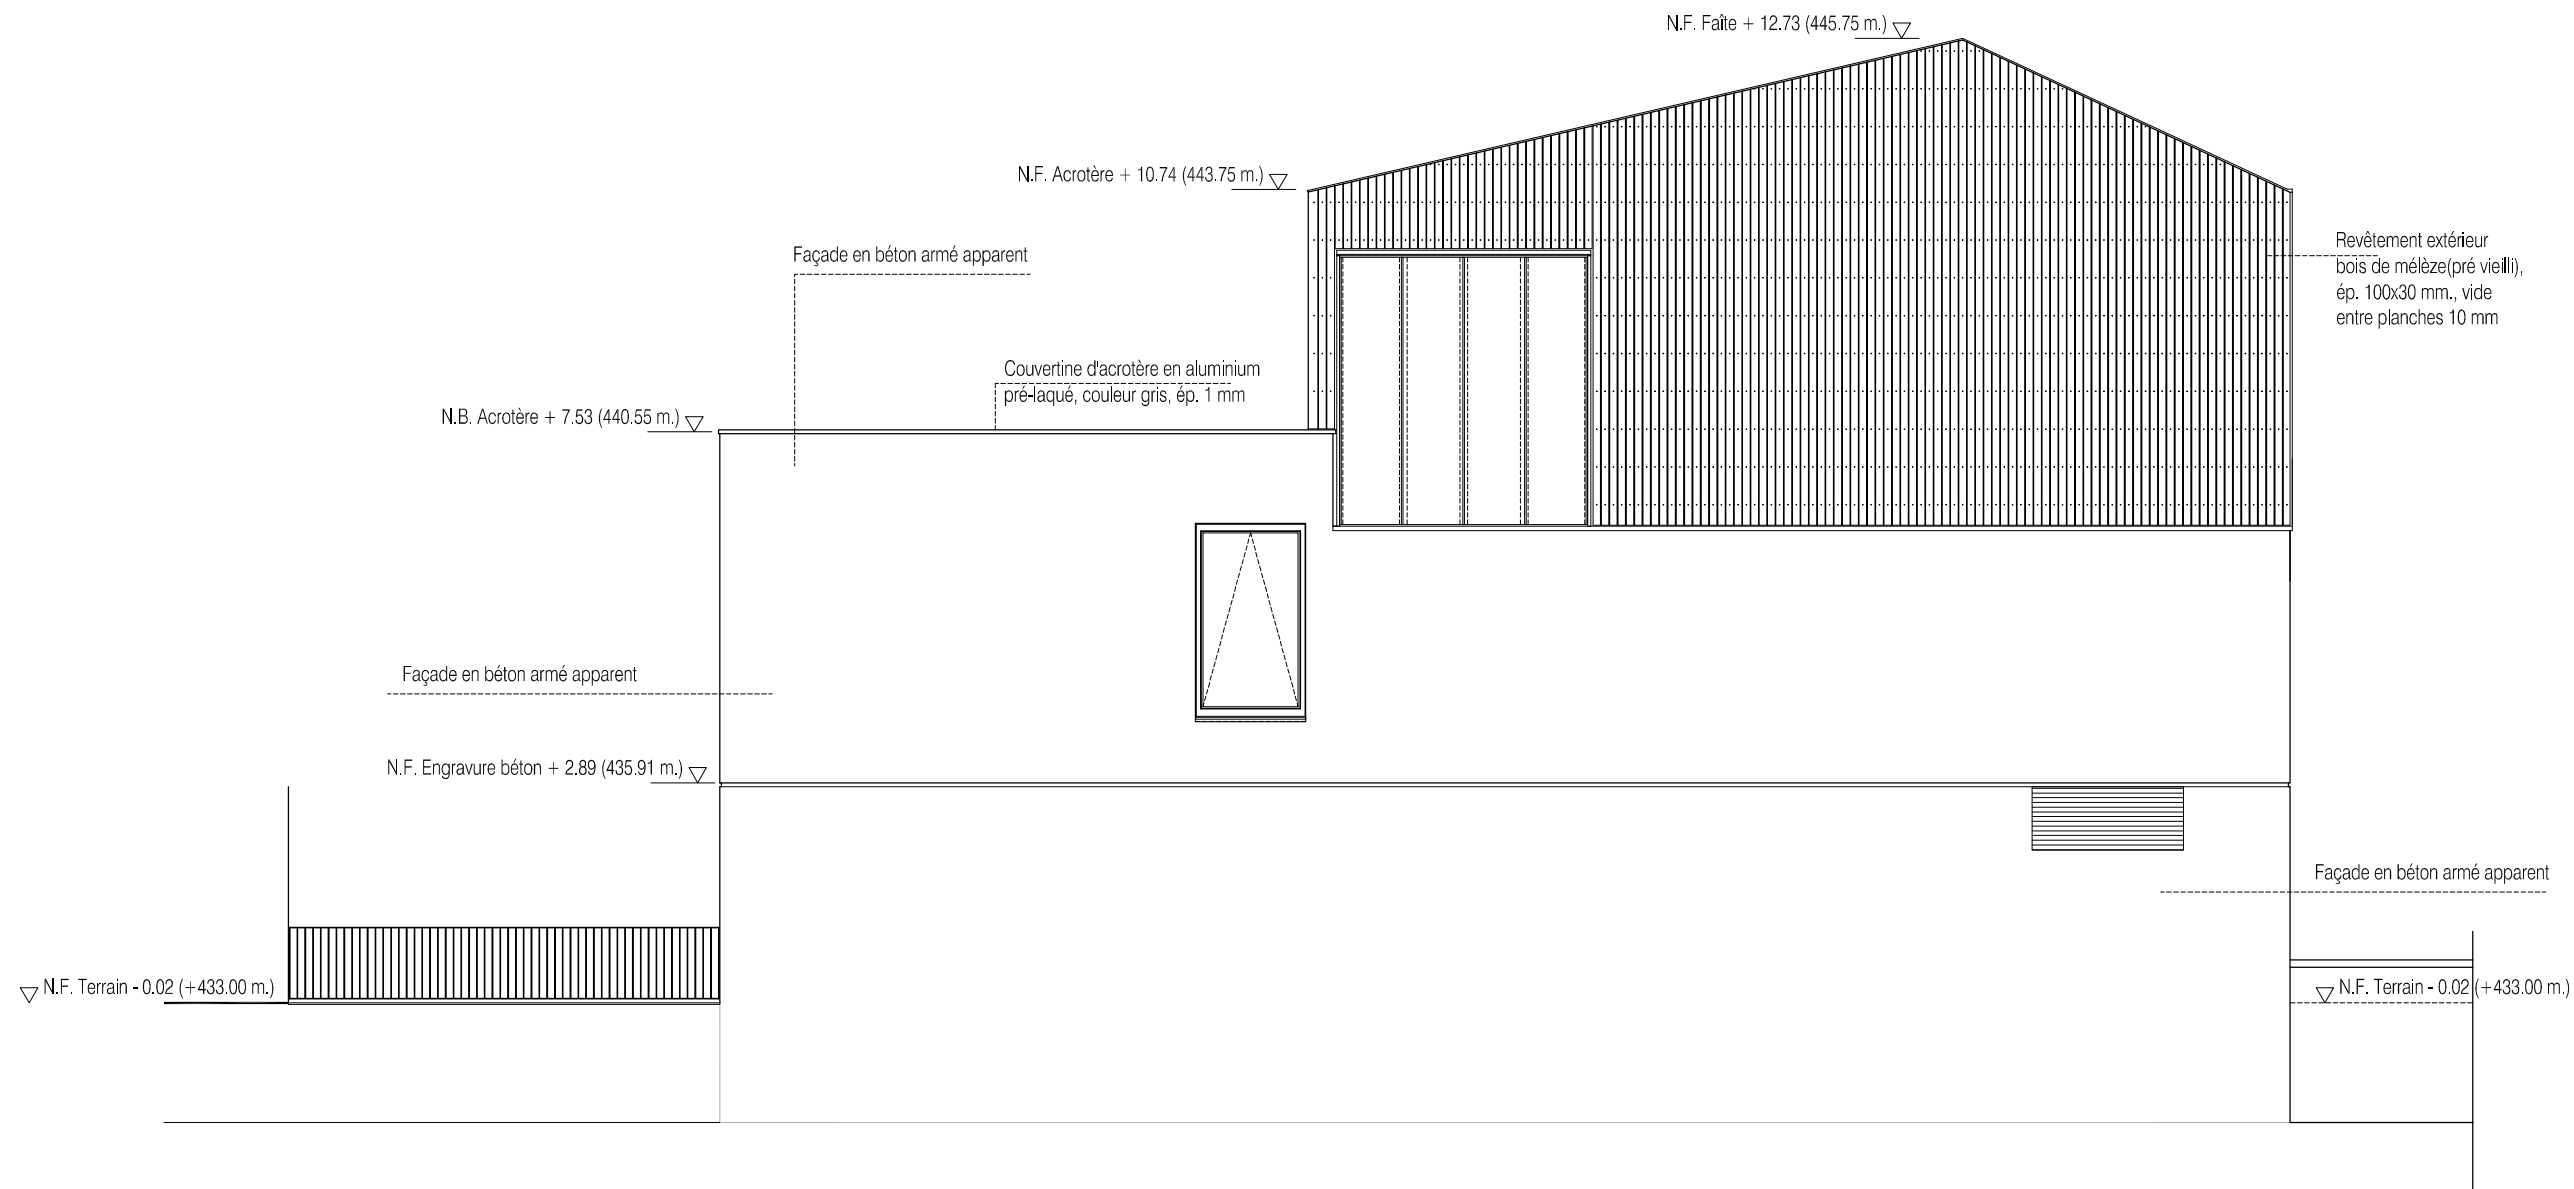 N.F. Faîte + 12.73 (445.75 m.)
N.F. Acrotère + 10.74 (443.75 m.)
Façade en béton armé apparent
Revêtement extérieur
bois de mélèze(pré vieilli),
ép. 100x30 mm., vide
entre planches 10 mm
Couvertine d'acrotère en aluminium
pré-laqué, couleur gris, ép. 1 mm
N.B. Acrotère + 7.53 (440.55 m.)
Façade en béton armé apparent
N.F. Engravure béton + 2.89 (435.91 m.)
Façade en béton armé apparent
N.F. Terrain - 0.02 (+433.00 m.)
N.F. Terrain - 0.02 (+433.00 m.)